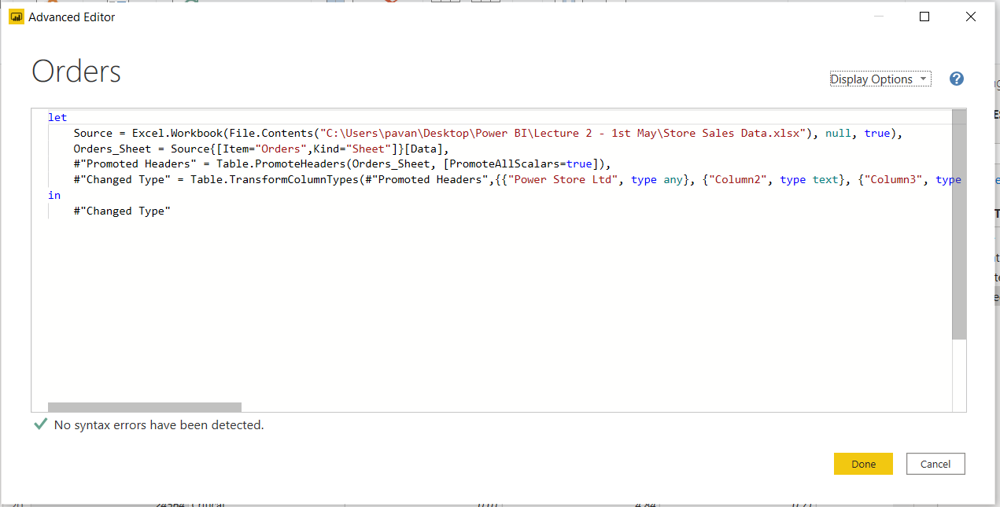 Advanced Editor
Orders
Display Options
?
let
    Source = Excel.Workbook(File.Contents("C:\Users\pavan\Desktop\Power BI\Lecture 2 - 1st May\Store Sales Data.xlsx"), null, true),
    Orders_Sheet = Source{[Item="Orders",Kind="Sheet"]}[Data],
    #"Promoted Headers" = Table.PromoteHeaders(Orders_Sheet, [PromoteAllScalars=true]),
    #"Changed Type" = Table.TransformColumnTypes(#"Promoted Headers",{{"Power Store Ltd", type any}, {"Column2", type text}, {"Column3", type
in
    #"Changed Type"
No syntax errors have been detected.
Done
Cancel